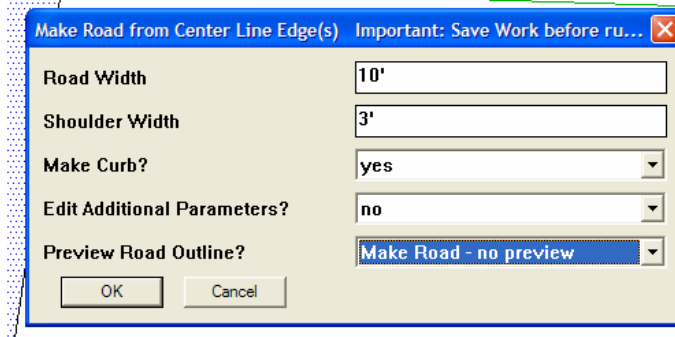 Make Road from Center Line Edge(s) Important: Save Work before ru...
Road Width 10'
Shoulder Width 3'
Make Curb? yes
Edit Additional Parameters? no
Preview Road Outline? Make Road - no preview
OK Cancel